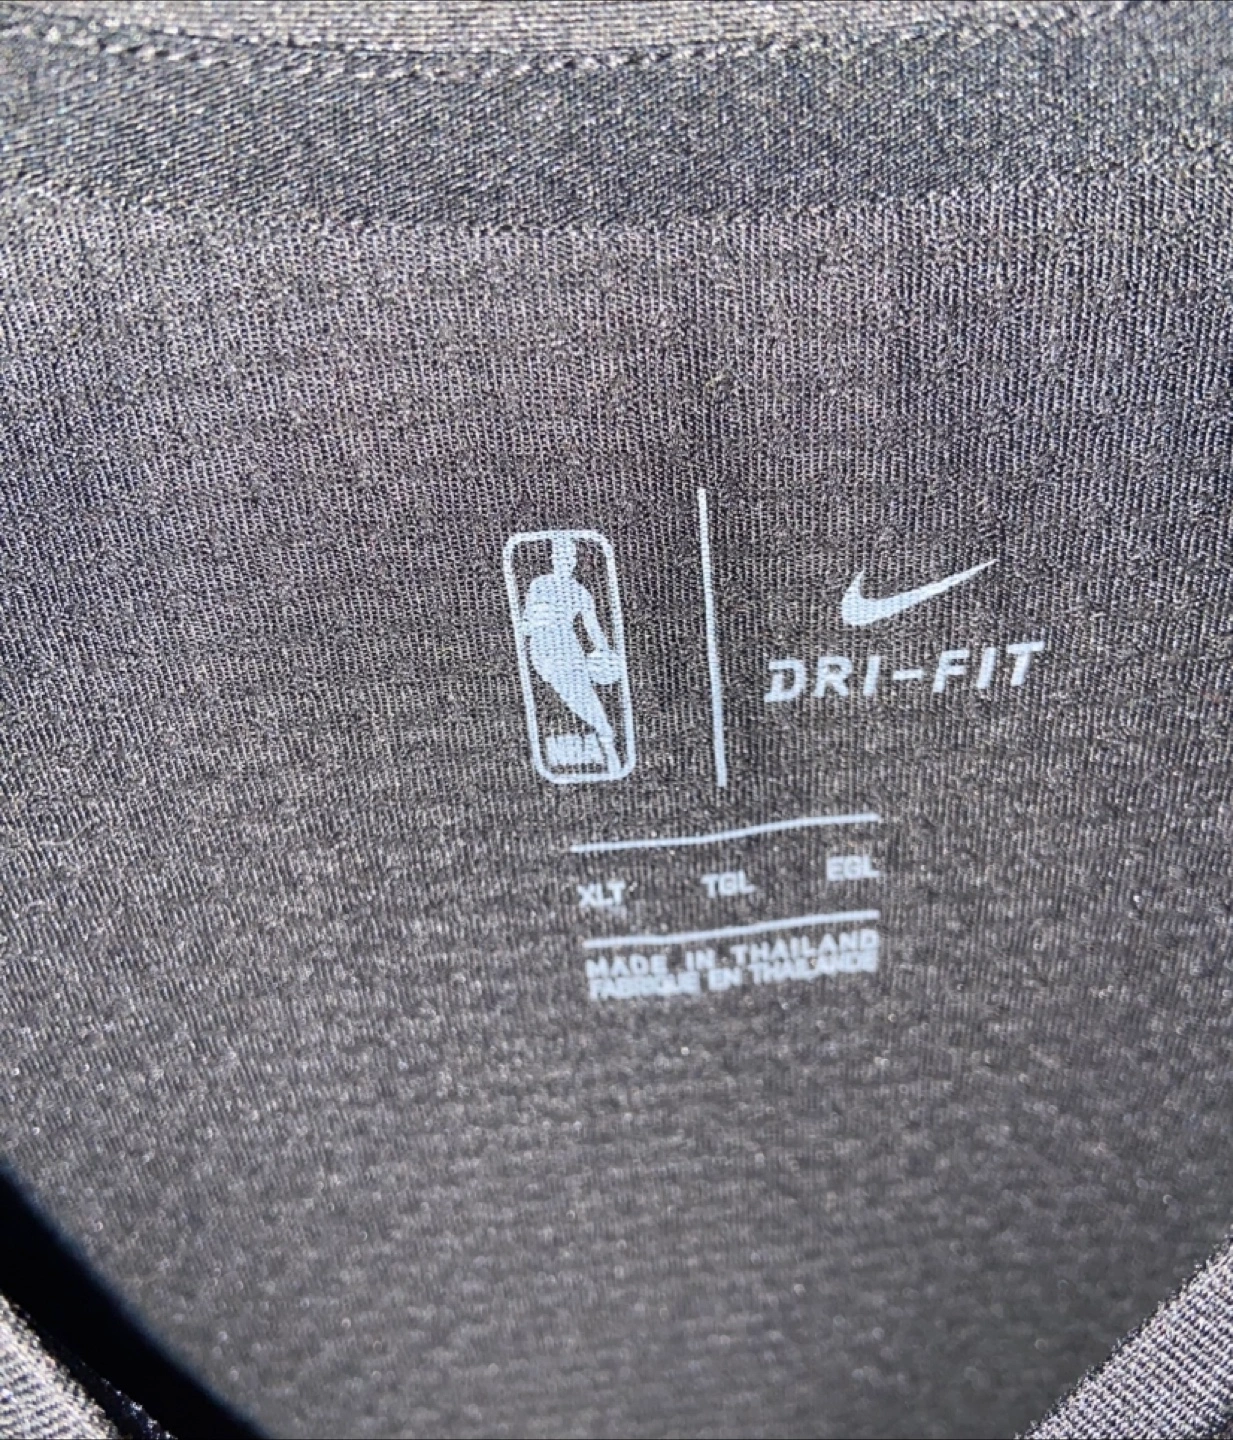 NBA
DRI-FIT
XLT TGL EGL
MADE IN THAILAND
FABRIQUÉ EN THAILANDE